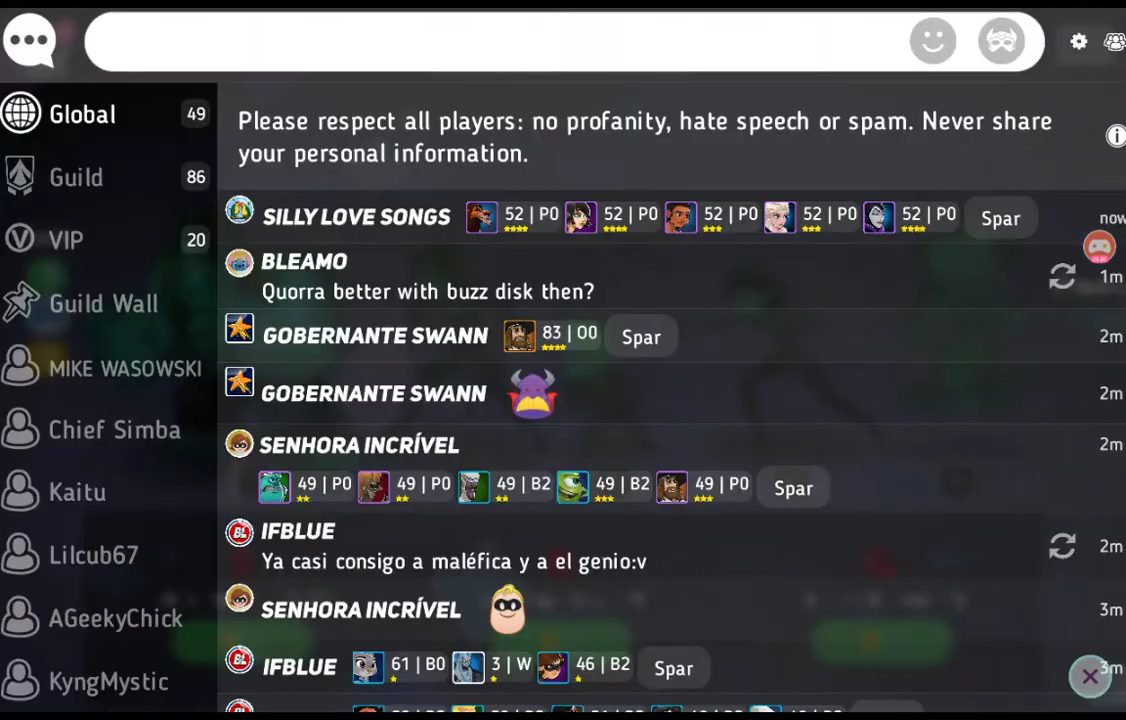 Global 49
Guild 86
VIP 20
Guild Wall
MIKE WASOWSKI
Chief Simba
Kaitu
Lilcub67
AGeekyChick
KyngMystic
Please respect all players: no profanity, hate speech or spam. Never share
your personal information.
SILLY LOVE SONGS 52 | P0 52 | P0 52 | P0 52 | P0 52 | P0 Spar now
BLEAMO
Quorra better with buzz disk then? 1m
GOBERNANTE SWANN 83 | O0 Spar 2m
GOBERNANTE SWANN 2m
SENHORA INCRÍVEL 2m
49 | P0 49 | P0 49 | B2 49 | B2 49 | P0 Spar
IFBLUE
Ya casi consigo a maléfica y a el genio:v 2m
SENHORA INCRÍVEL 3m
IFBLUE 61 | B0 3 | W 46 | B2 Spar 3m